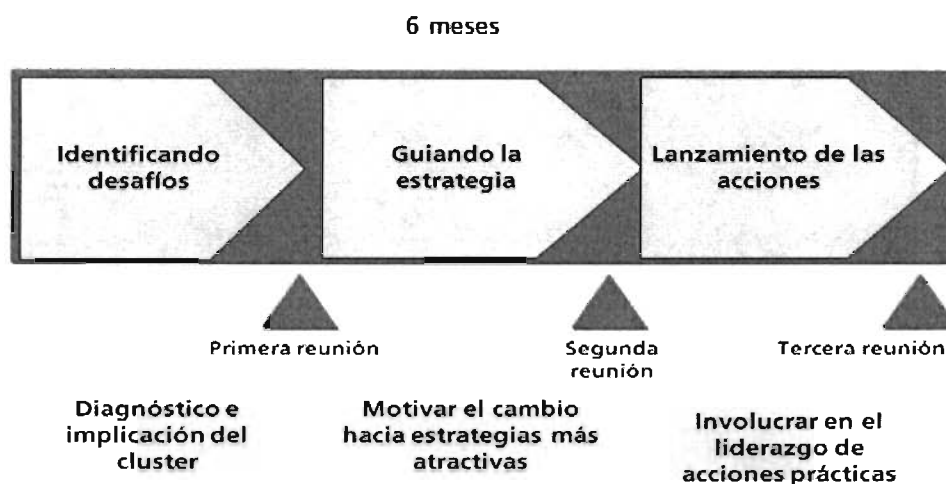 6 meses
Identificando
desafíos
Guiando la
estrategia
Lanzamiento de las
acciones
Primera reunión
Segunda
reunión
Tercera reunión
Diagnóstico e
implicación del
cluster
Motivar el cambio
hacia estrategias más
atractivas
Involucrar en el
liderazgo de
acciones prácticas